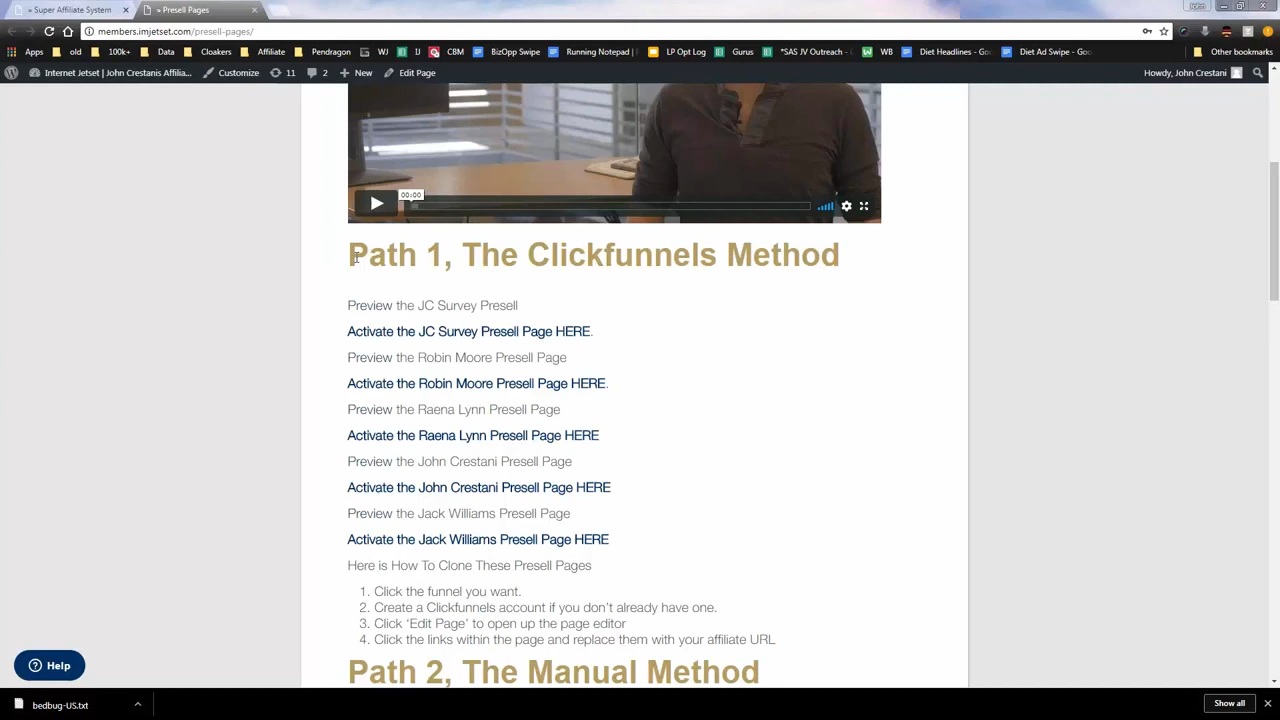 » Super Affiliate System
» Presell Pages
John
members.imjetset.com/presell-pages/
Apps
old
100k+
Data
Cloakers
Affiliate
Pendragon
WJ
IJ
CBM
BizOpp Swipe
Running Notepad
LP Opt Log
Gurus
*SAS JV Outreach - G
WB
Diet Headlines - Goo
Diet Ad Swipe - Goo
Other bookmarks
Internet Jetset | John Crestanis Affilia...
Customize
11
2
New
Edit Page
Howdy, John Crestani
00:00
Path 1, The Clickfunnels Method
Preview the JC Survey Presell
Activate the JC Survey Presell Page HERE.
Preview the Robin Moore Presell Page
Activate the Robin Moore Presell Page HERE.
Preview the Raena Lynn Presell Page
Activate the Raena Lynn Presell Page HERE
Preview the John Crestani Presell Page
Activate the John Crestani Presell Page HERE
Preview the Jack Williams Presell Page
Activate the Jack Williams Presell Page HERE
Here is How To Clone These Presell Pages
1. Click the funnel you want.
2. Create a Clickfunnels account if you don't already have one.
3. Click ‘Edit Page’ to open up the page editor
4. Click the links within the page and replace them with your affiliate URL
Path 2, The Manual Method
Help
bedbug-US.txt
Show all